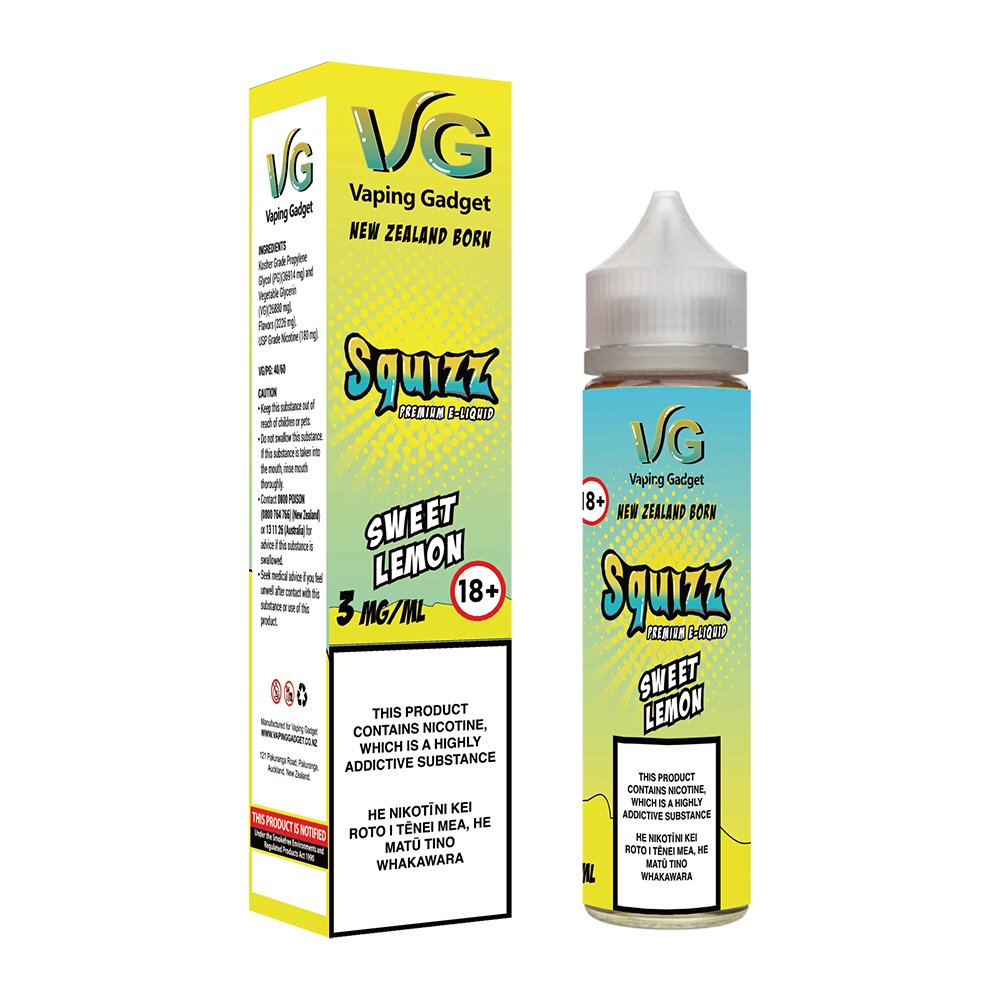 VG
Vaping Gadget
NEW ZEALAND BORN
Squizz
PREMIUM E-LIQUID
SWEET
LEMON
18+
3 MG/ML
THIS PRODUCT
CONTAINS NICOTINE,
WHICH IS A HIGHLY
ADDICTIVE SUBSTANCE
HE NIKOTĪNI KEI
ROTO I TĒNEI MEA, HE
MATŪ TINO
WHAKAWARA
VG
Vaping Gadget
INGREDIENTS
Kosher Grade Propylene
Glycol (PG)(36914 mg) and
Vegetable Glycerin
(VG)(26880 mg),
Flavors (3226 mg),
USP Grade Nicotine (180 mg).
VG/PG: 40/60
CAUTION
• Keep this substance out of
reach of children or pets.
• Do not swallow this substance.
If this substance is taken into
the mouth, rinse mouth
thoroughly.
• Contact 0800 POISON
(0800 764 766) (New Zealand)
or 13 11 26 (Australia) for
advice if this substance is
swallowed.
• Seek medical advice if you feel
unwell after contact with this
substance or use of this
product.
Manufactured for Vaping Gadget
WWW.VAPINGGADGET.CO.NZ
121 Pakuranga Road, Pakuranga,
Auckland, New Zealand.
THIS PRODUCT IS NOTIFIED
Under the Smokefree Environments and
Regulated Products Act 1990
VG
Vaping Gadget
18+
NEW ZEALAND BORN
Squizz
PREMIUM E-LIQUID
SWEET
LEMON
THIS PRODUCT
CONTAINS NICOTINE,
WHICH IS A HIGHLY
ADDICTIVE SUBSTANCE
HE NIKOTĪNI KEI
ROTO I TĒNEI MEA, HE
MATŪ TINO
WHAKAWARA
ML